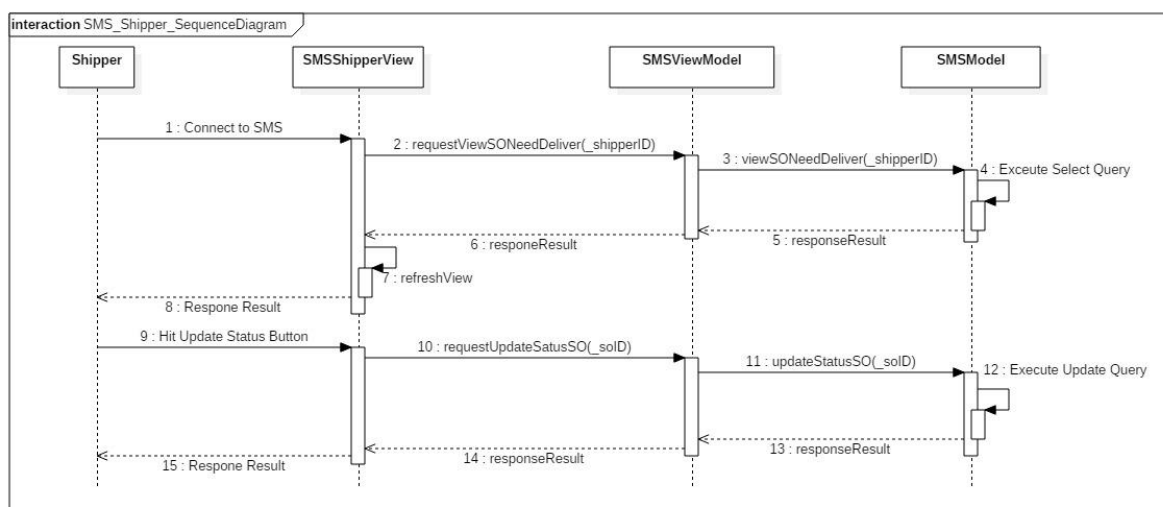 interaction SMS_Shipper_SequenceDiagram
Shipper
SMSShipperView
SMSViewModel
SMSModel
1 : Connect to SMS
2 : requestViewSONeedDeliver(_shipperID)
3 : viewSONeedDeliver(_shipperID)
4 : Exceute Select Query
5 : responseResult
6 : responeResult
7 : refreshView
8 : Respone Result
9 : Hit Update Status Button
10 : requestUpdateSatusSO(_soID)
11 : updateStatusSO(_soID)
12 : Execute Update Query
13 : responseResult
14 : responseResult
15 : Respone Result